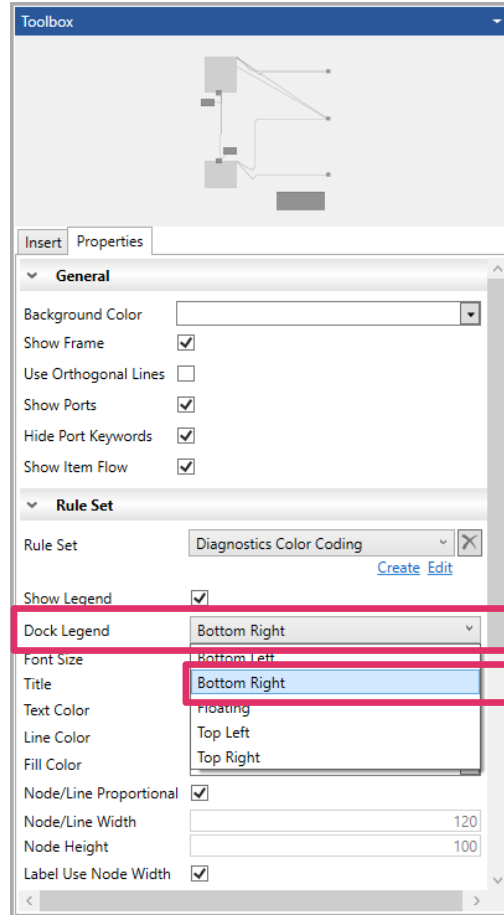 Toolbox
Insert Properties
General
Background Color
Show Frame
Use Orthogonal Lines
Show Ports
Hide Port Keywords
Show Item Flow
Rule Set
Rule Set Diagnostics Color Coding
Create Edit
Show Legend
Dock Legend Bottom Right
Font Size Bottom Left
Title Bottom Right
Text Color Floating
Line Color Top Left
Fill Color Top Right
Node/Line Proportional
Node/Line Width 120
Node Height 100
Label Use Node Width